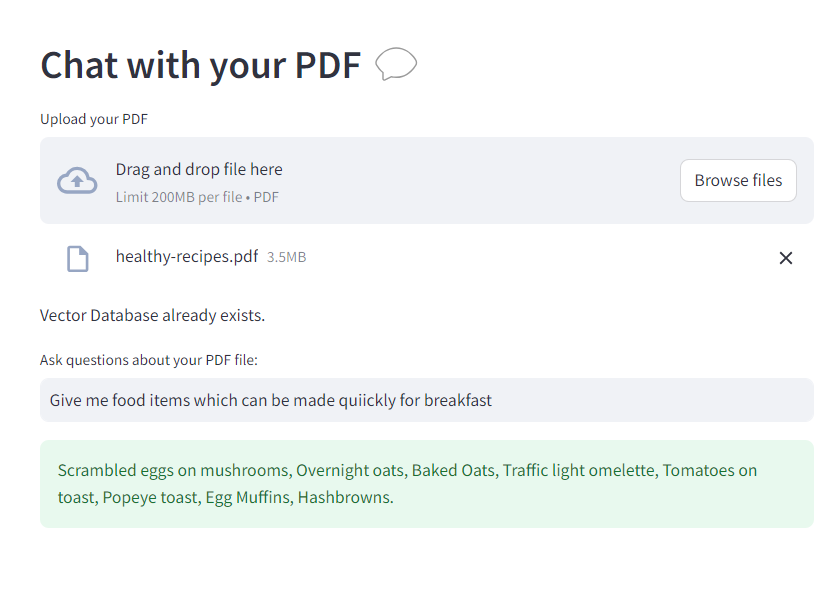 Chat with your PDF
Upload your PDF
Drag and drop file here
Limit 200MB per file • PDF
Browse files
healthy-recipes.pdf 3.5MB
Vector Database already exists.
Ask questions about your PDF file:
Give me food items which can be made quiickly for breakfast
Scrambled eggs on mushrooms, Overnight oats, Baked Oats, Traffic light omelette, Tomatoes on
toast, Popeye toast, Egg Muffins, Hashbrowns.